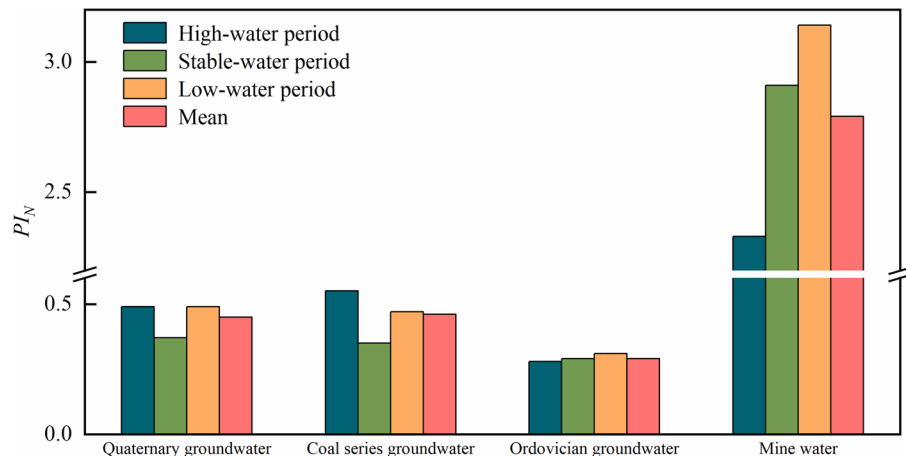 High-water period
Stable-water period
Low-water period
Mean
3.0
2.5
0.5
0.0
PI_N
Quaternary groundwater
Coal series groundwater
Ordovician groundwater
Mine water